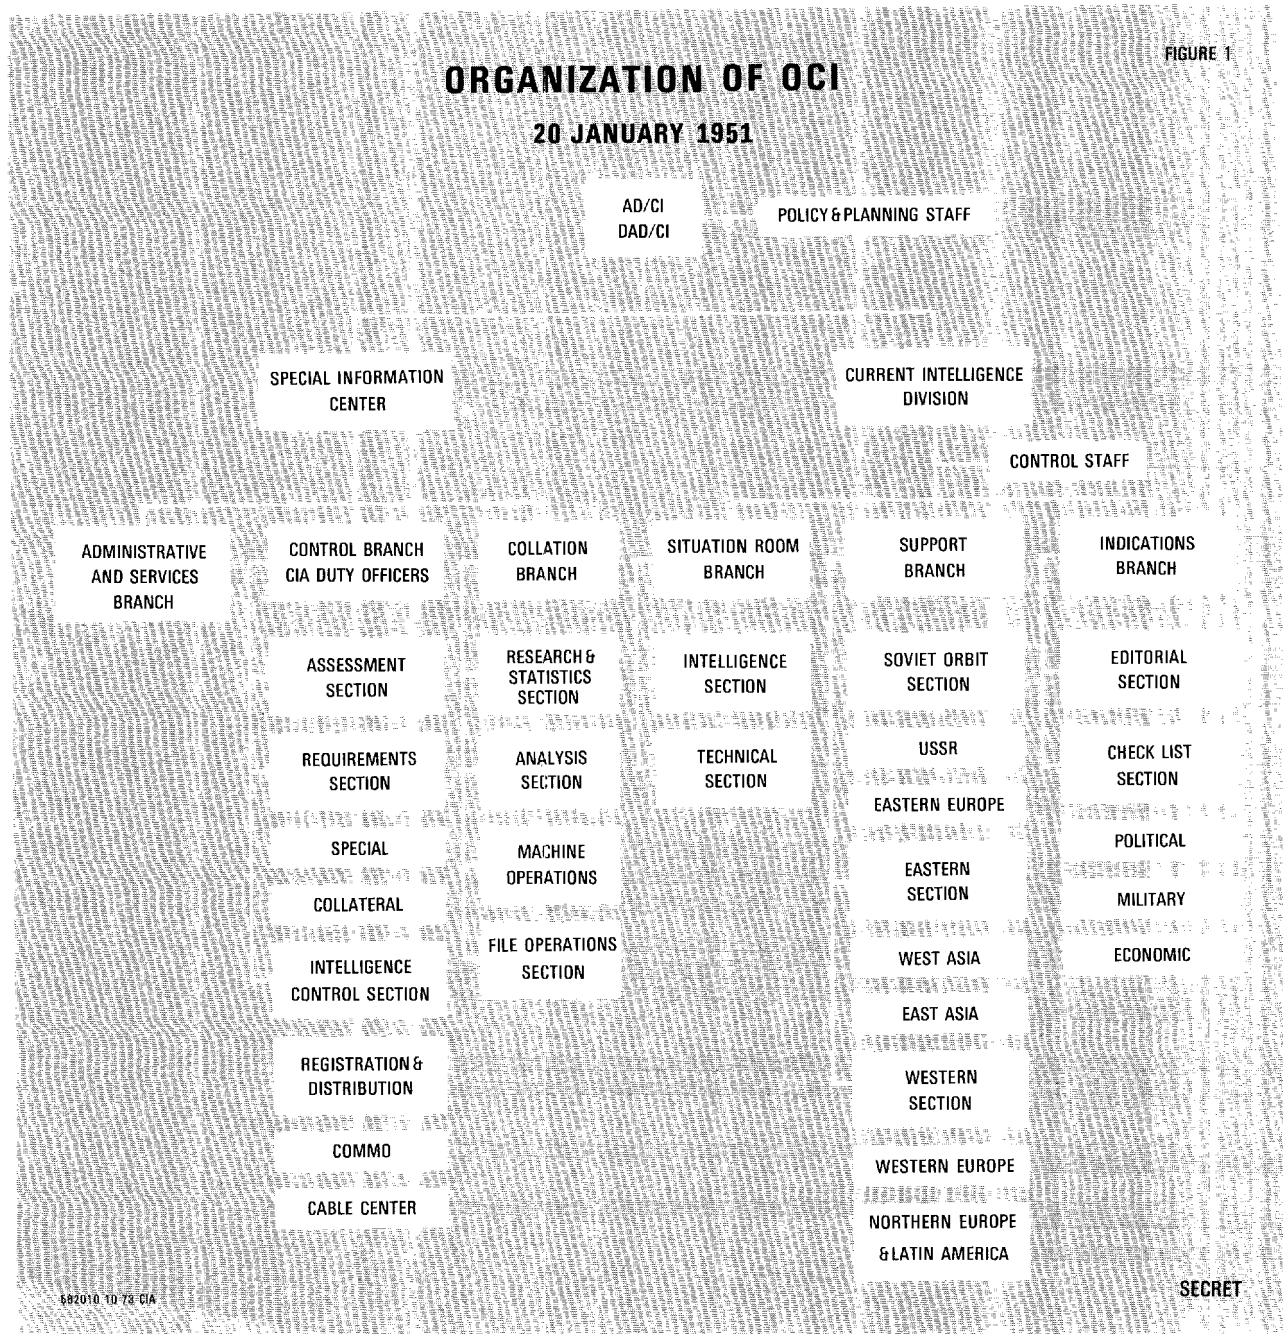 FIGURE 1
ORGANIZATION OF OCI
20 JANUARY 1951
AD/CI
DAD/CI
POLICY & PLANNING STAFF
SPECIAL INFORMATION
CENTER
CURRENT INTELLIGENCE
DIVISION
CONTROL STAFF
ADMINISTRATIVE
AND SERVICES
BRANCH
CONTROL BRANCH
CIA DUTY OFFICERS
ASSESSMENT
SECTION
REQUIREMENTS
SECTION
SPECIAL
COLLATERAL
INTELLIGENCE
CONTROL SECTION
REGISTRATION &
DISTRIBUTION
COMMO
CABLE CENTER
COLLATION
BRANCH
RESEARCH &
STATISTICS
SECTION
ANALYSIS
SECTION
MACHINE
OPERATIONS
FILE OPERATIONS
SECTION
SITUATION ROOM
BRANCH
INTELLIGENCE
SECTION
TECHNICAL
SECTION
SUPPORT
BRANCH
SOVIET ORBIT
SECTION
USSR
EASTERN EUROPE
EASTERN
SECTION
WEST ASIA
EAST ASIA
WESTERN
SECTION
WESTERN EUROPE
NORTHERN EUROPE
& LATIN AMERICA
INDICATIONS
BRANCH
EDITORIAL
SECTION
CHECK LIST
SECTION
POLITICAL
MILITARY
ECONOMIC
562010 10 73 CIA
SECRET